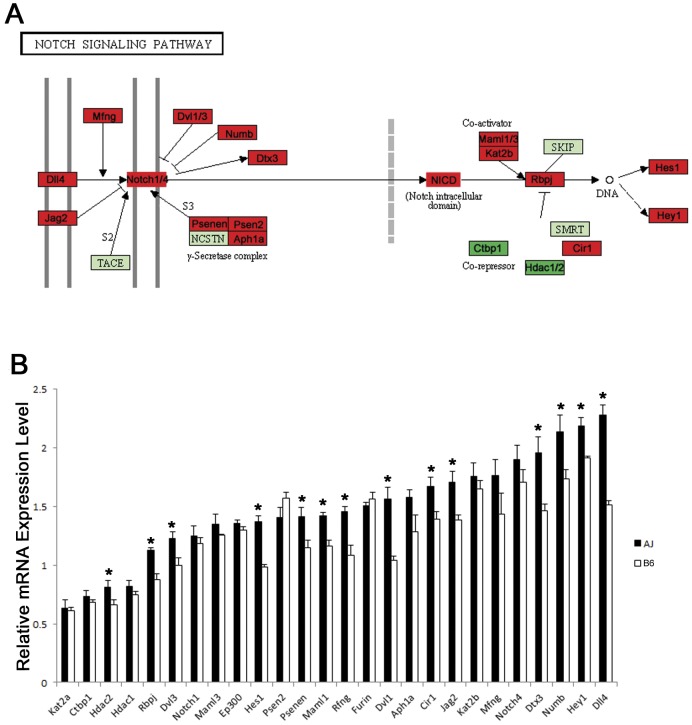 A
NOTCH SIGNALING PATHWAY
Mfng
Dvl1/3
Numb
Dtx3
Dll4
Notch1/4
Jag2
S2
TACE
S3
Psenen Psen2
NCSTN Aph1a
γ-Secretase complex
NICD
(Notch intracellular
domain)
Co-activator
Maml1/3
Kat2b
SKIP
Rbpj
DNA
Hes1
Hey1
SMRT
Ctbp1
Cir1
Co-repressor
Hdac1/2
B
Relative mRNA Expression Level
2.5
2
1.5
1
0.5
0
* * * * * * * * * * * * * *
AJ
B6
Kat2a Ctbp1 Hdac2 Hdac1 Rbpj Dvl3 Notch1 Maml3 Ep300 Hes1 Psen2 Psenen Maml1 Rfng Furin Dvl1 Aph1a Cir1 Jag2 Kat2b Mfng Notch4 Dtx3 Numb Hey1 Dll4